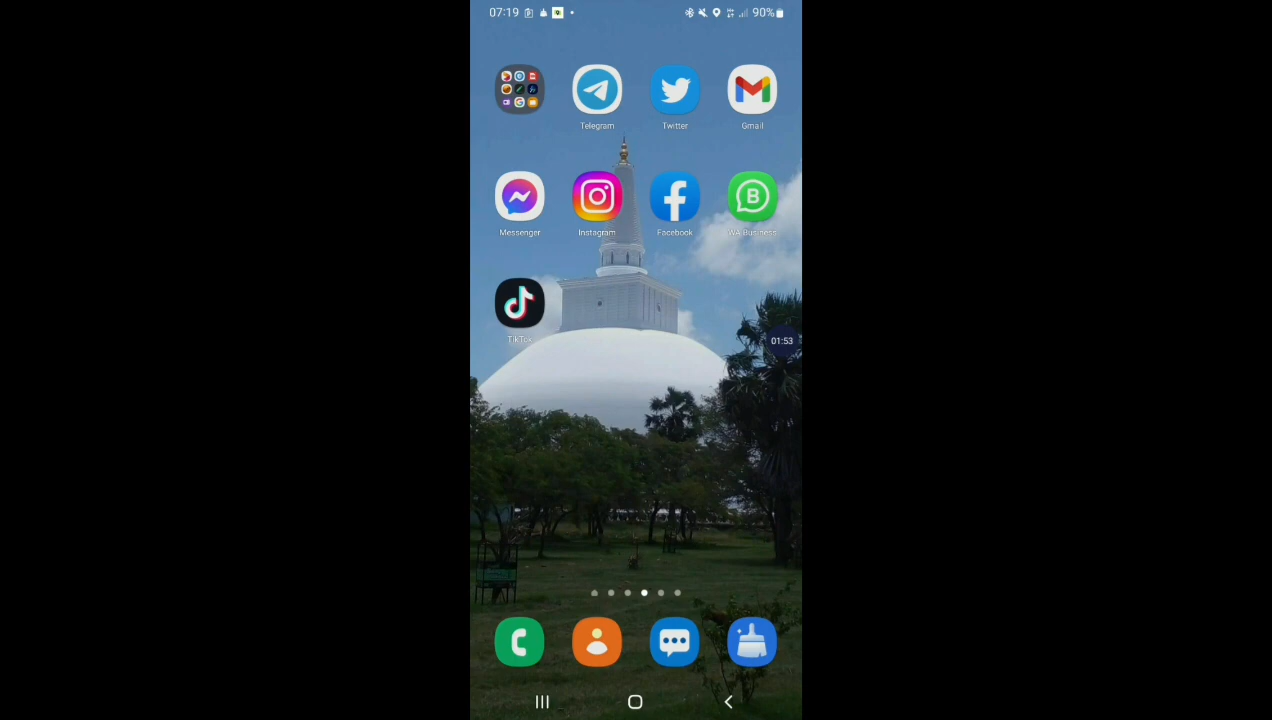 07:19
90%
Telegram
Twitter
Gmail
Messenger
Instagram
Facebook
WA Business
B
TikTok
01:53